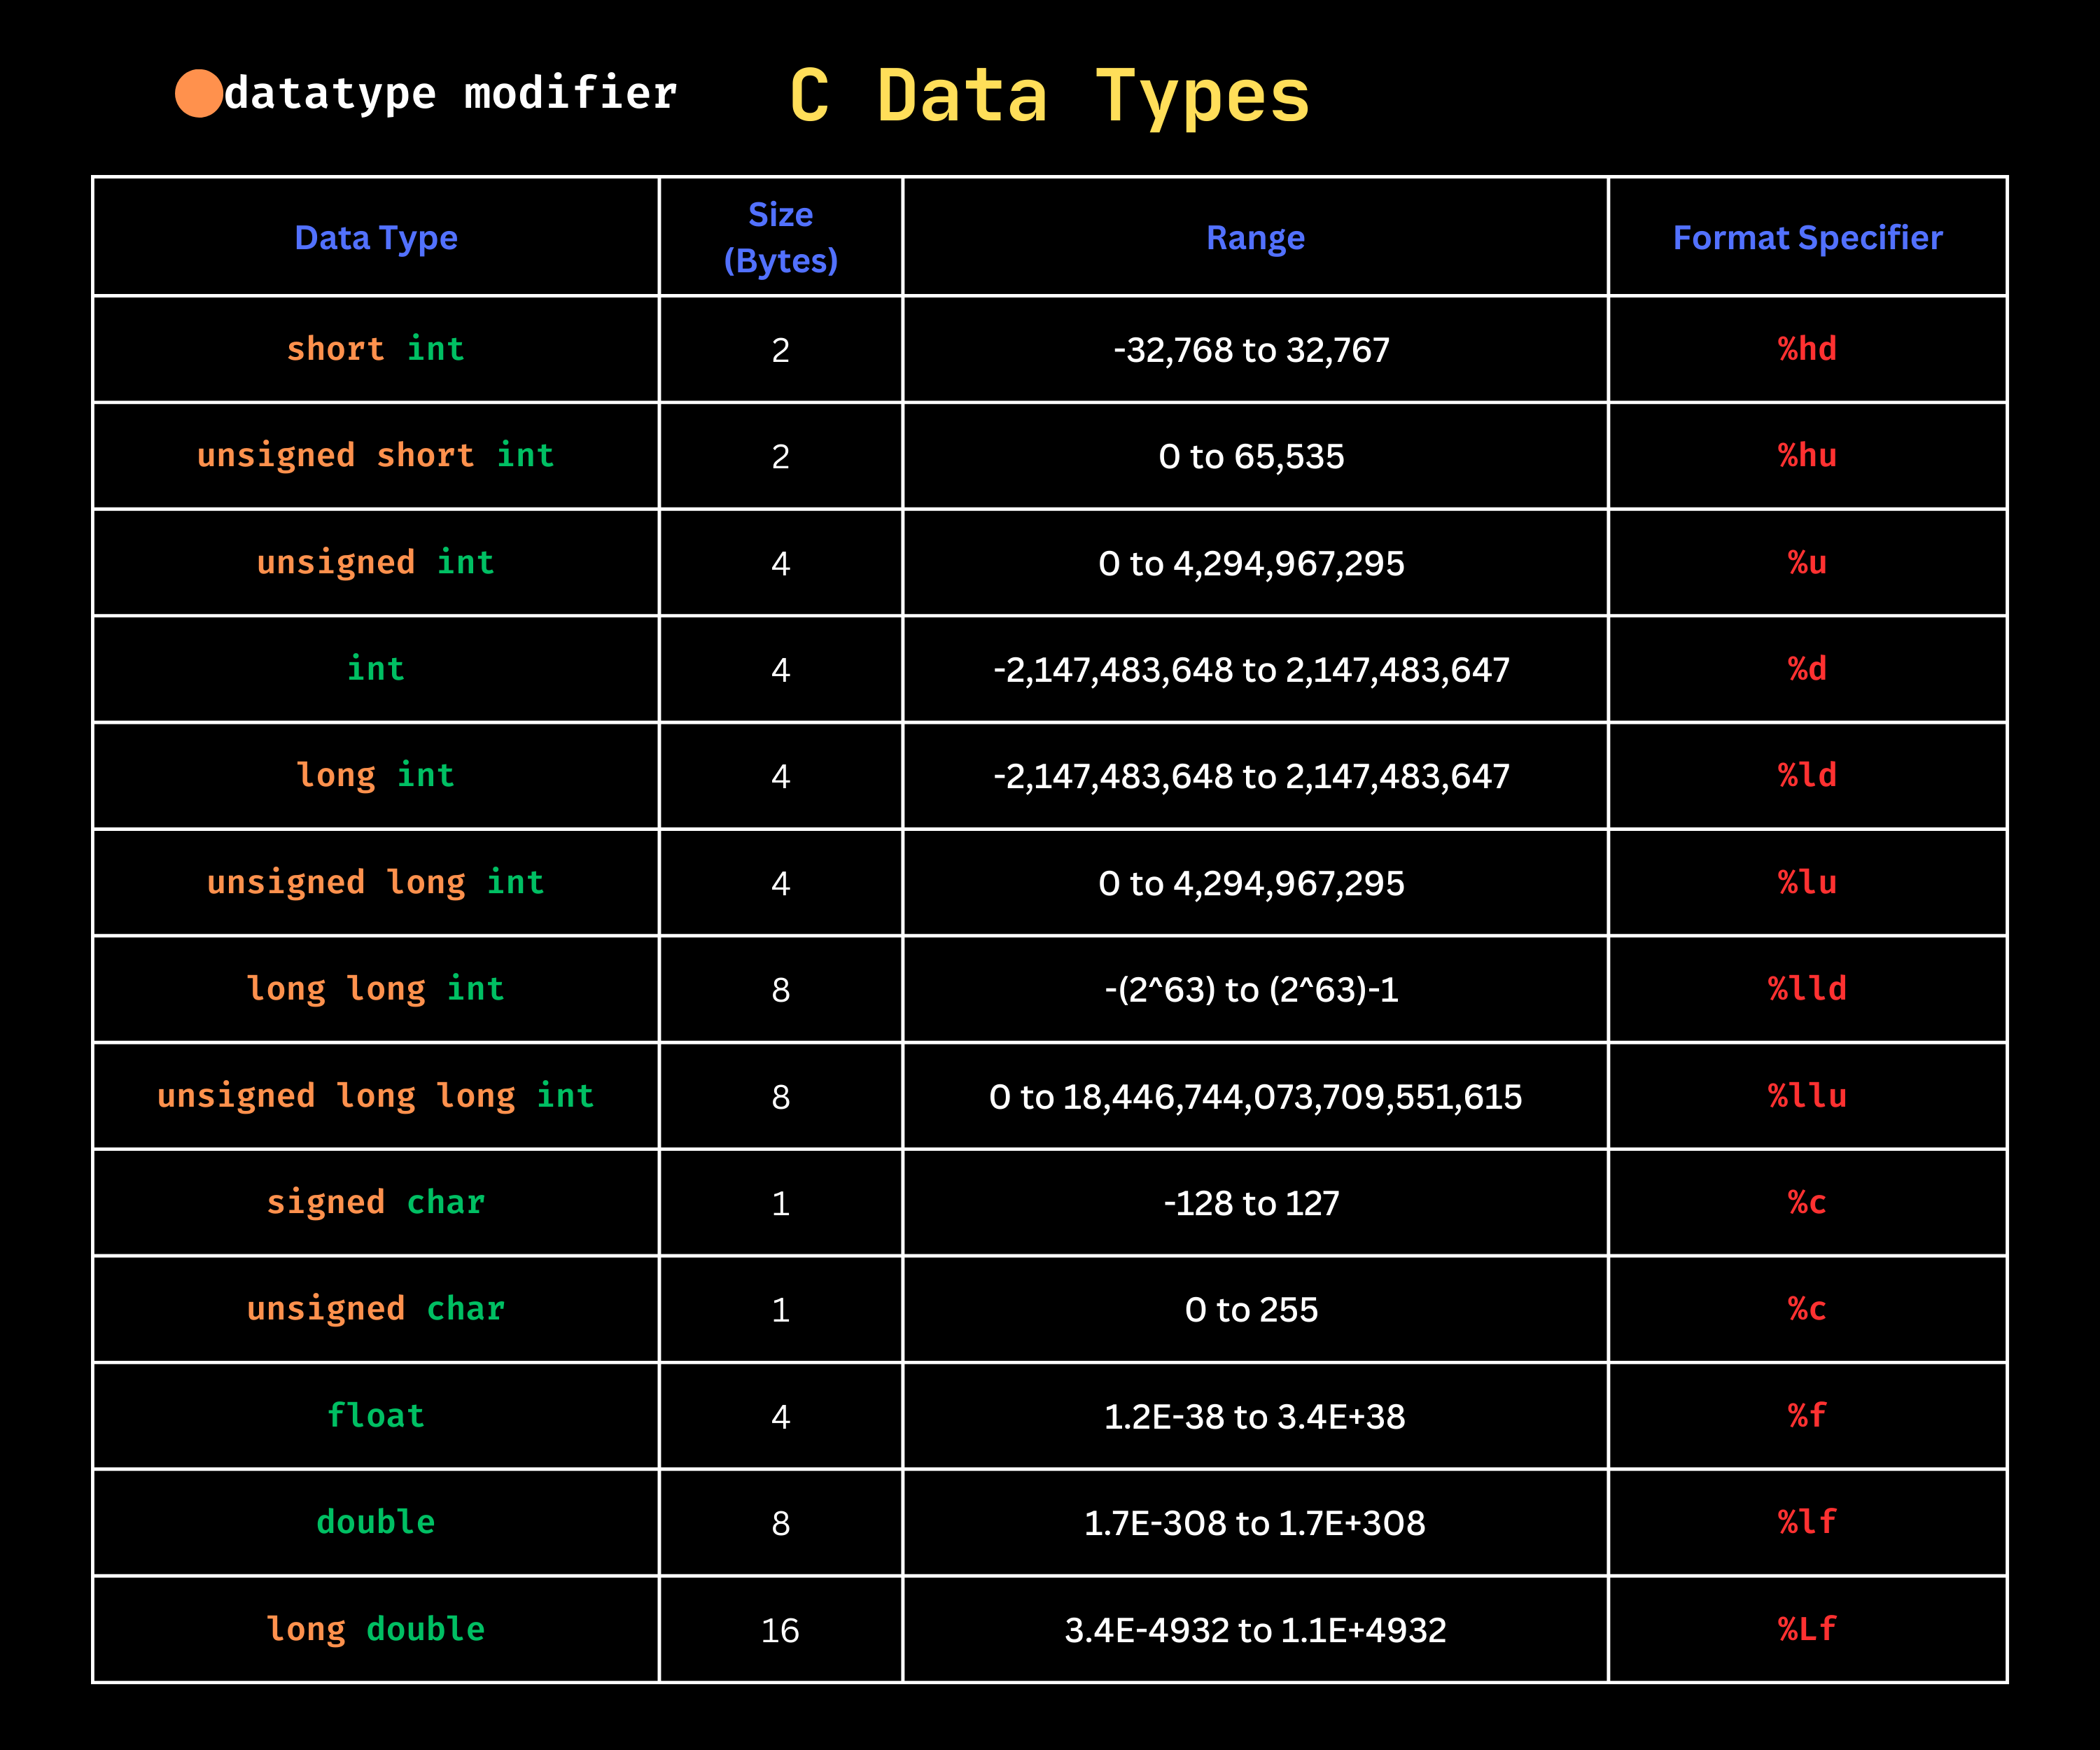 datatype modifier C Data Types
Data Type Size (Bytes) Range Format Specifier
short int 2 -32,768 to 32,767 %hd
unsigned short int 2 0 to 65,535 %hu
unsigned int 4 0 to 4,294,967,295 %u
int 4 -2,147,483,648 to 2,147,483,647 %d
long int 4 -2,147,483,648 to 2,147,483,647 %ld
unsigned long int 4 0 to 4,294,967,295 %lu
long long int 8 -(2^63) to (2^63)-1 %lld
unsigned long long int 8 0 to 18,446,744,073,709,551,615 %llu
signed char 1 -128 to 127 %c
unsigned char 1 0 to 255 %c
float 4 1.2E-38 to 3.4E+38 %f
double 8 1.7E-308 to 1.7E+308 %lf
long double 16 3.4E-4932 to 1.1E+4932 %Lf